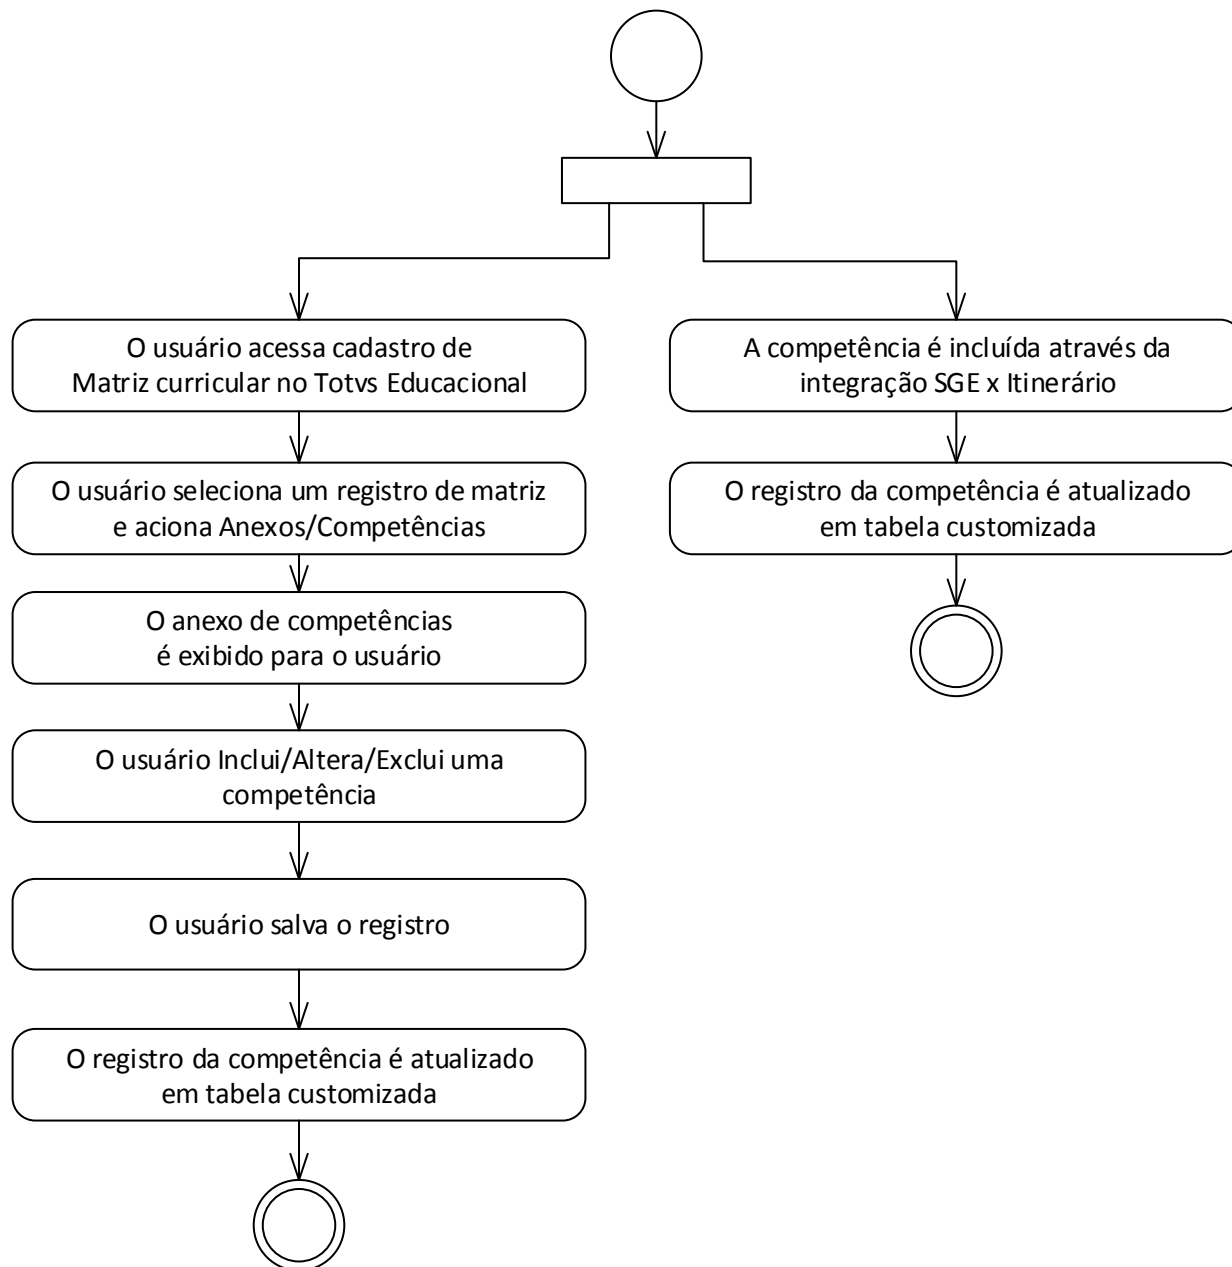 O usuário acessa cadastro de
Matriz curricular no Totvs Educacional
O usuário seleciona um registro de matriz
e aciona Anexos/Competências
O anexo de competências
é exibido para o usuário
O usuário Inclui/Altera/Exclui uma
competência
O usuário salva o registro
O registro da competência é atualizado
em tabela customizada
A competência é incluída através da
integração SGE x Itinerário
O registro da competência é atualizado
em tabela customizada